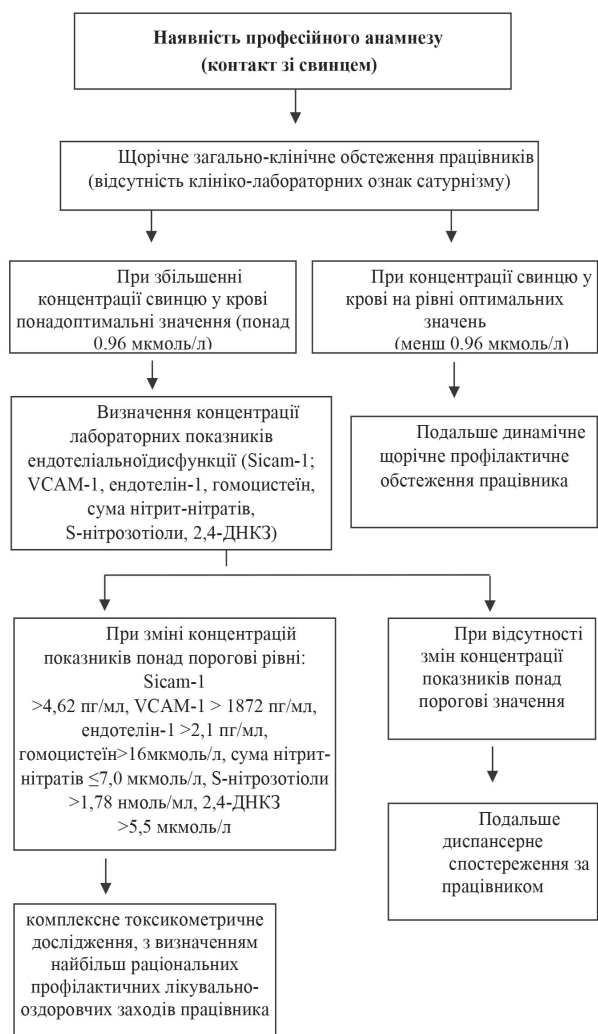 Наявність професійного анамнезу
(контакт зі свинцем)
Щорічне загально-клінічне обстеження працівників
(відсутність клініко-лабораторних ознак сатурнізму)
При збільшенні
концентрації свинцю у крові
понадоптимальні значення (понад
0.96 мкмоль/л)
При концентрації свинцю у
крові на рівні оптимальних
значень
(менш 0.96 мкмоль/л)
Визначення концентрації
лабораторних показників
ендотеліальноїдисфункції (Sicam-1;
VCAM-1, ендотелін-1, гомоцистеїн,
сума нітрит-нітратів,
S-нітрозотіоли, 2,4-ДНКЗ)
Подальше динамічне
щорічне профілактичне
обстеження працівника
При зміні концентрацій
показників понад порогові рівні:
Sicam-1
>4,62 пг/мл, VCAM-1 > 1872 пг/мл,
ендотелін-1 >2,1 пг/мл,
гомоцистеїн>16мкмоль/л, сума нітрит-
нітратів ≤7,0 мкмоль/л, S-нітрозотіоли
>1,78 нмоль/мл, 2,4-ДНКЗ
>5,5 мкмоль/л
При відсутності
змін концентрації
показників понад
порогові значення
Подальше
диспансерне
спостереження за
працівником
комплексне токсикометричне
дослідження, з визначенням
найбільш раціональних
профілактичних лікувально-
оздоровчих заходів працівника